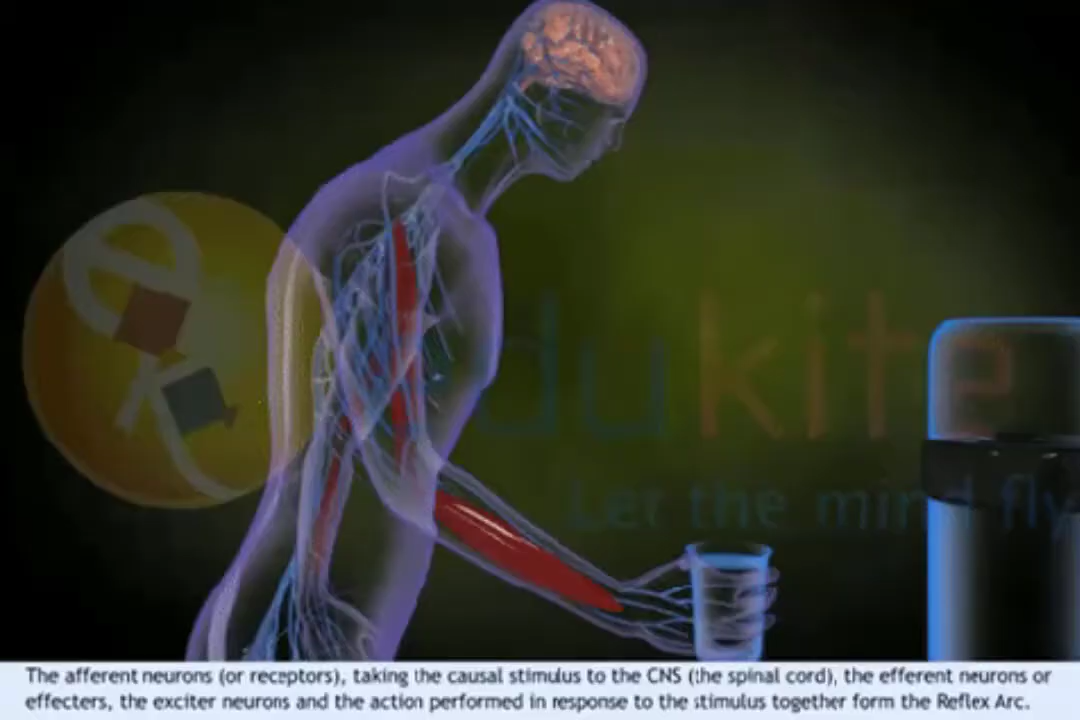 dukite
Let the mind fly
The afferent neurons (or receptors), taking the causal stimulus to the CNS (the spinal cord), the efferent neurons or
effecters, the exciter neurons and the action performed in response to the stimulus together form the Reflex Arc.